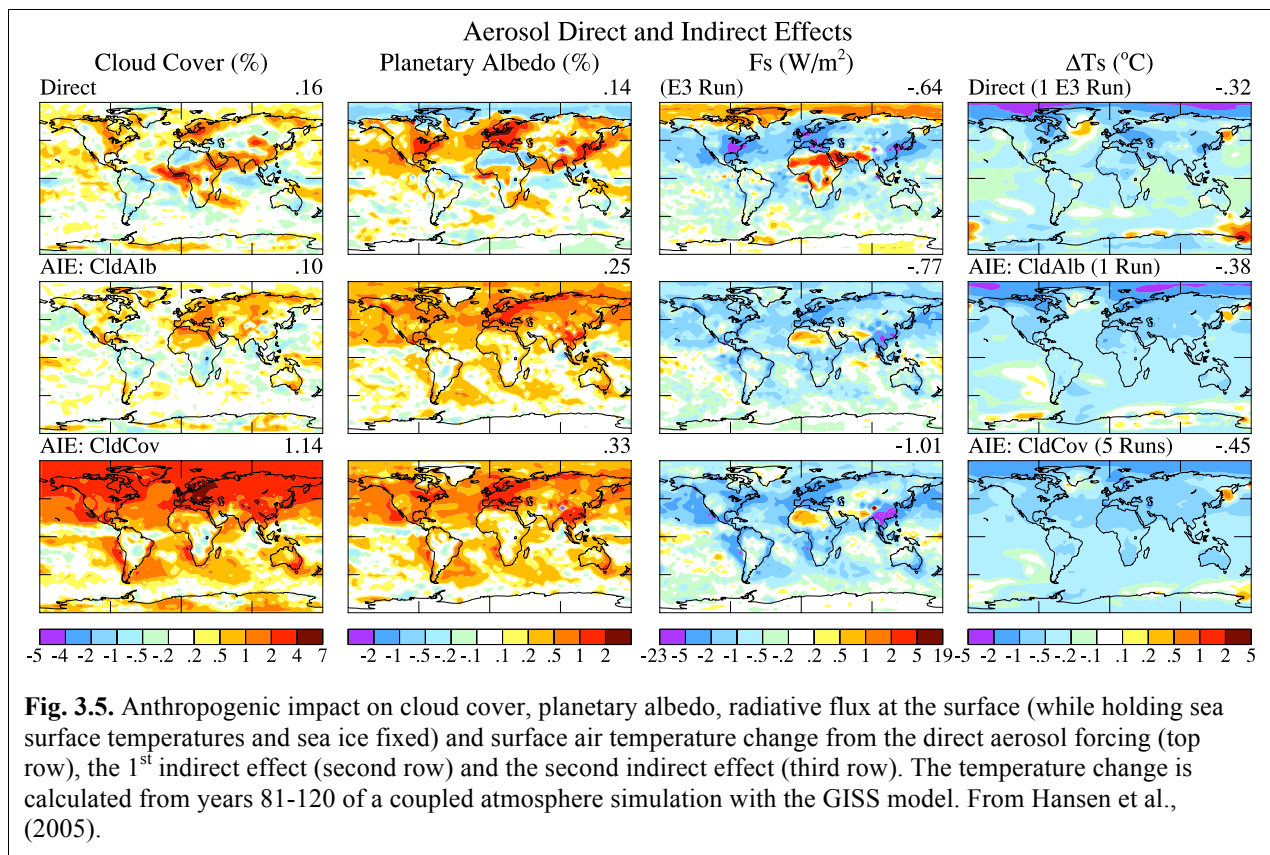 Aerosol Direct and Indirect Effects
Cloud Cover (%) Planetary Albedo (%) Fs (W/m²) ΔTs (°C)
Direct .16 .14 (E3 Run) -.64 Direct (1 E3 Run) -.32
AIE: CldAlb .10 .25 -.77 AIE: CldAlb (1 Run) -.38
AIE: CldCov 1.14 .33 -1.01 AIE: CldCov (5 Runs) -.45
-5 -4 -2 -1 -.5 -.2 .2 .5 1 2 4 7 -2 -1 -.5 -.2 -.1 .1 .2 .5 1 2 -23 -5 -2 -1 -.5 -.2 .2 .5 1 2 5 19 -5 -2 -1 -.5 -.2 -.1 .1 .2 .5 1 2 5
Fig. 3.5. Anthropogenic impact on cloud cover, planetary albedo, radiative flux at the surface (while holding sea
surface temperatures and sea ice fixed) and surface air temperature change from the direct aerosol forcing (top
row), the 1st indirect effect (second row) and the second indirect effect (third row). The temperature change is
calculated from years 81-120 of a coupled atmosphere simulation with the GISS model. From Hansen et al.,
(2005).